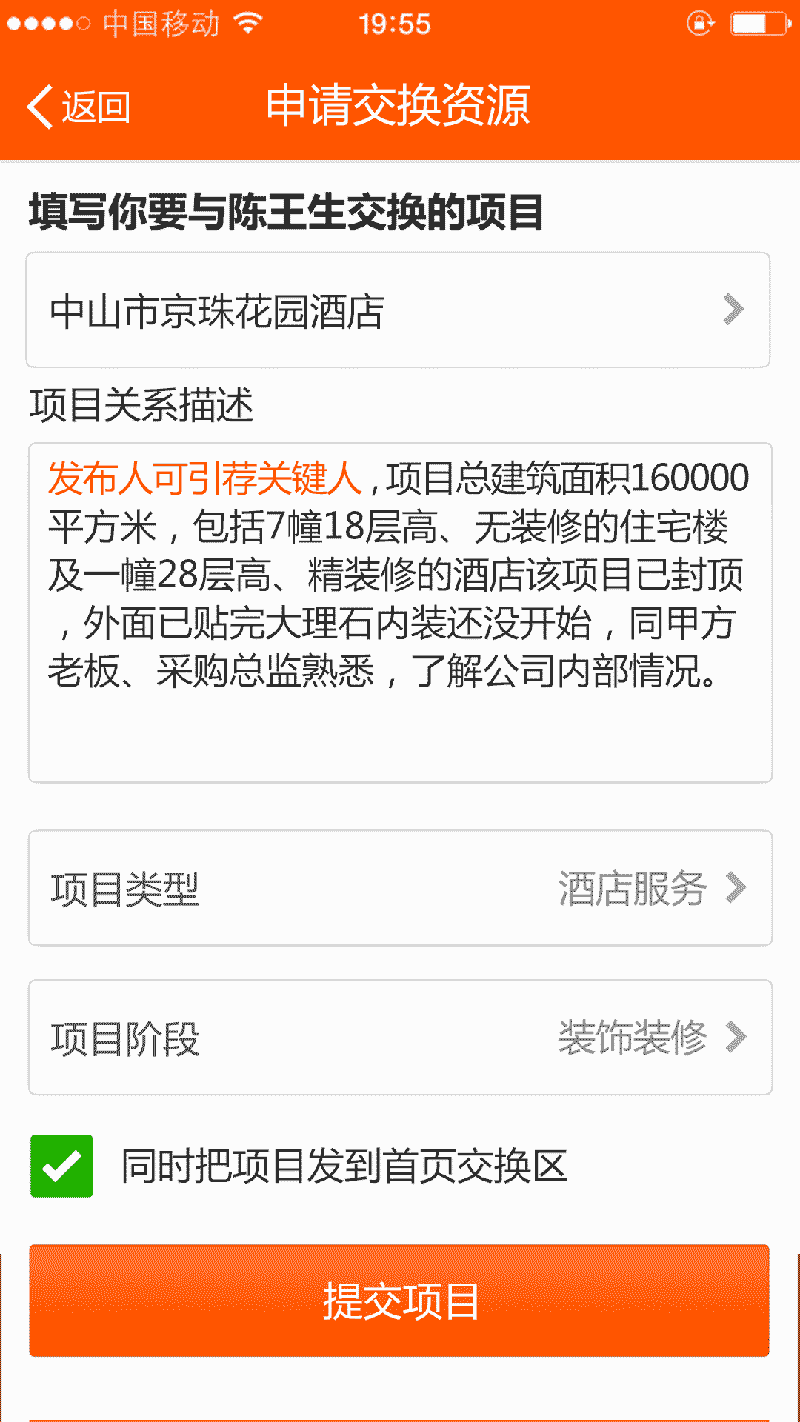 中国移动 19:55
返回 申请交换资源
填写你要与陈王生交换的项目
中山市京珠花园酒店
项目关系描述
发布人可引荐关键人,项目总建筑面积160000
平方米，包括7幢18层高、无装修的住宅楼
及一幢28层高、精装修的酒店该项目已封顶
，外面已贴完大理石内装还没开始，同甲方
老板、采购总监熟悉，了解公司内部情况。
项目类型 酒店服务
项目阶段 装饰装修
同时把项目发到首页交换区
提交项目